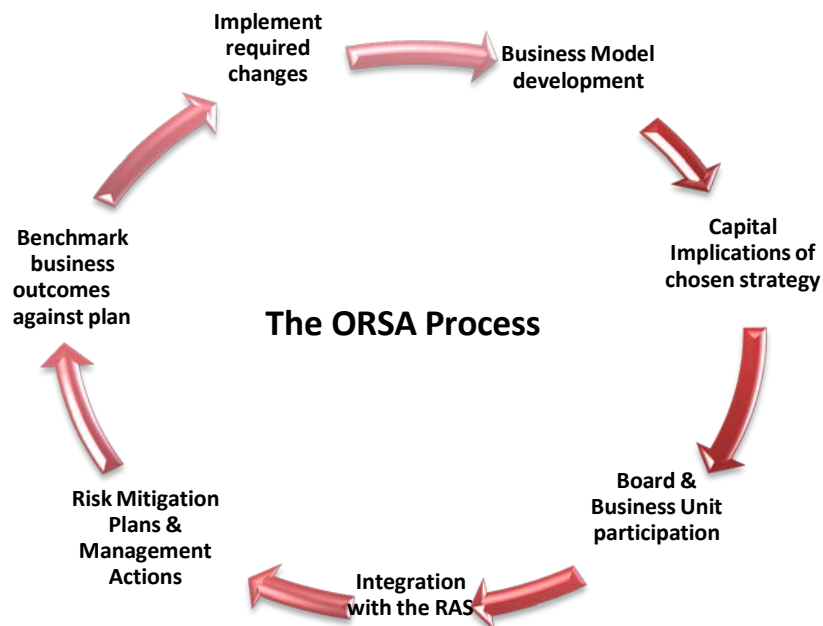 Implement
required
changes
Business Model
development
Capital
Implications of
chosen strategy
Board &
Business Unit
participation
Integration
with the RAS
Risk Mitigation
Plans &
Management
Actions
Benchmark
business
outcomes
against plan
The ORSA Process